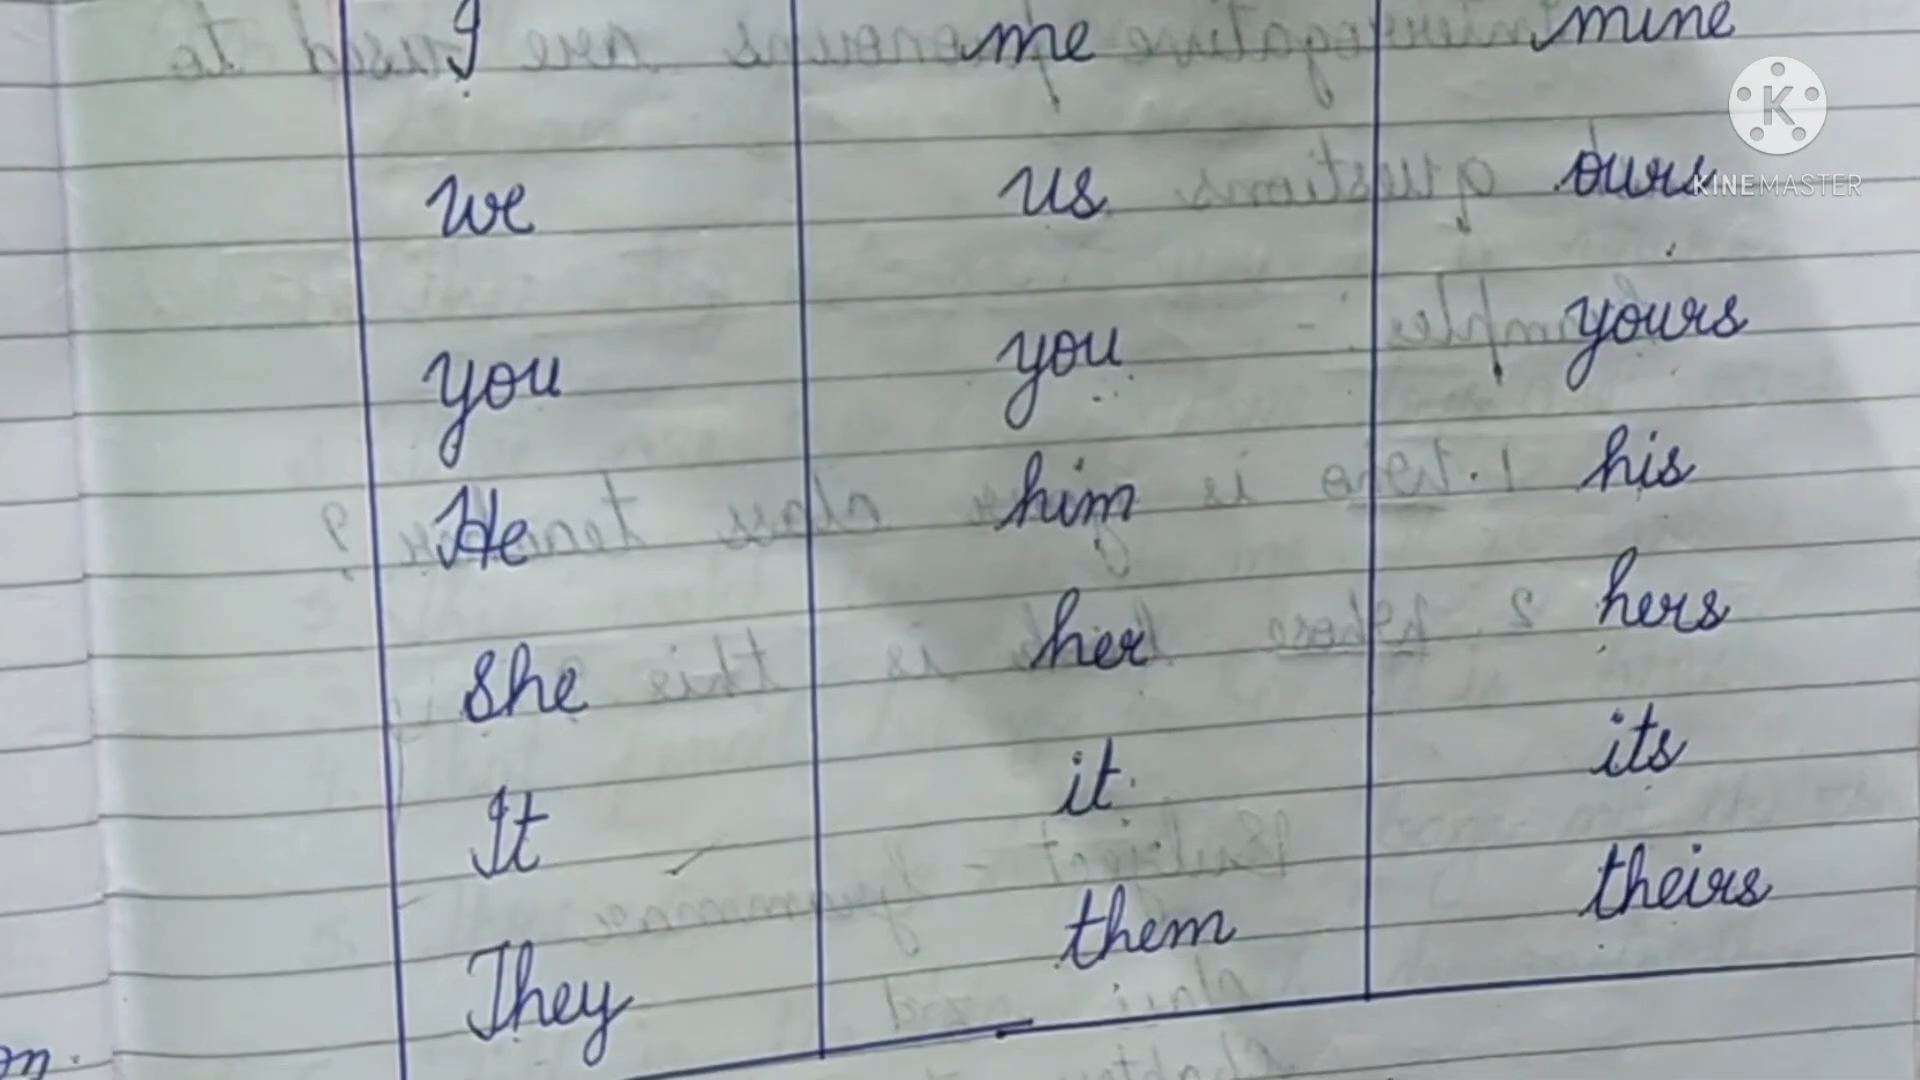 I me mine
we us ours
you you yours
He him his
She her hers
It it its
They them theirs
KINEMASTER